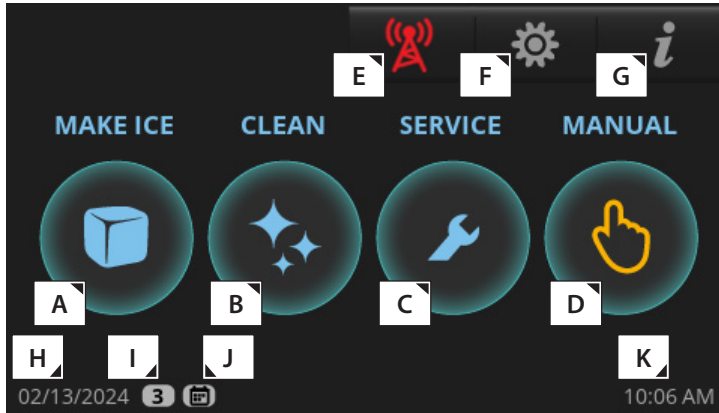 E F G
MAKE ICE CLEAN SERVICE MANUAL
A B C D
H I J K
02/13/2024 3 10:06 AM